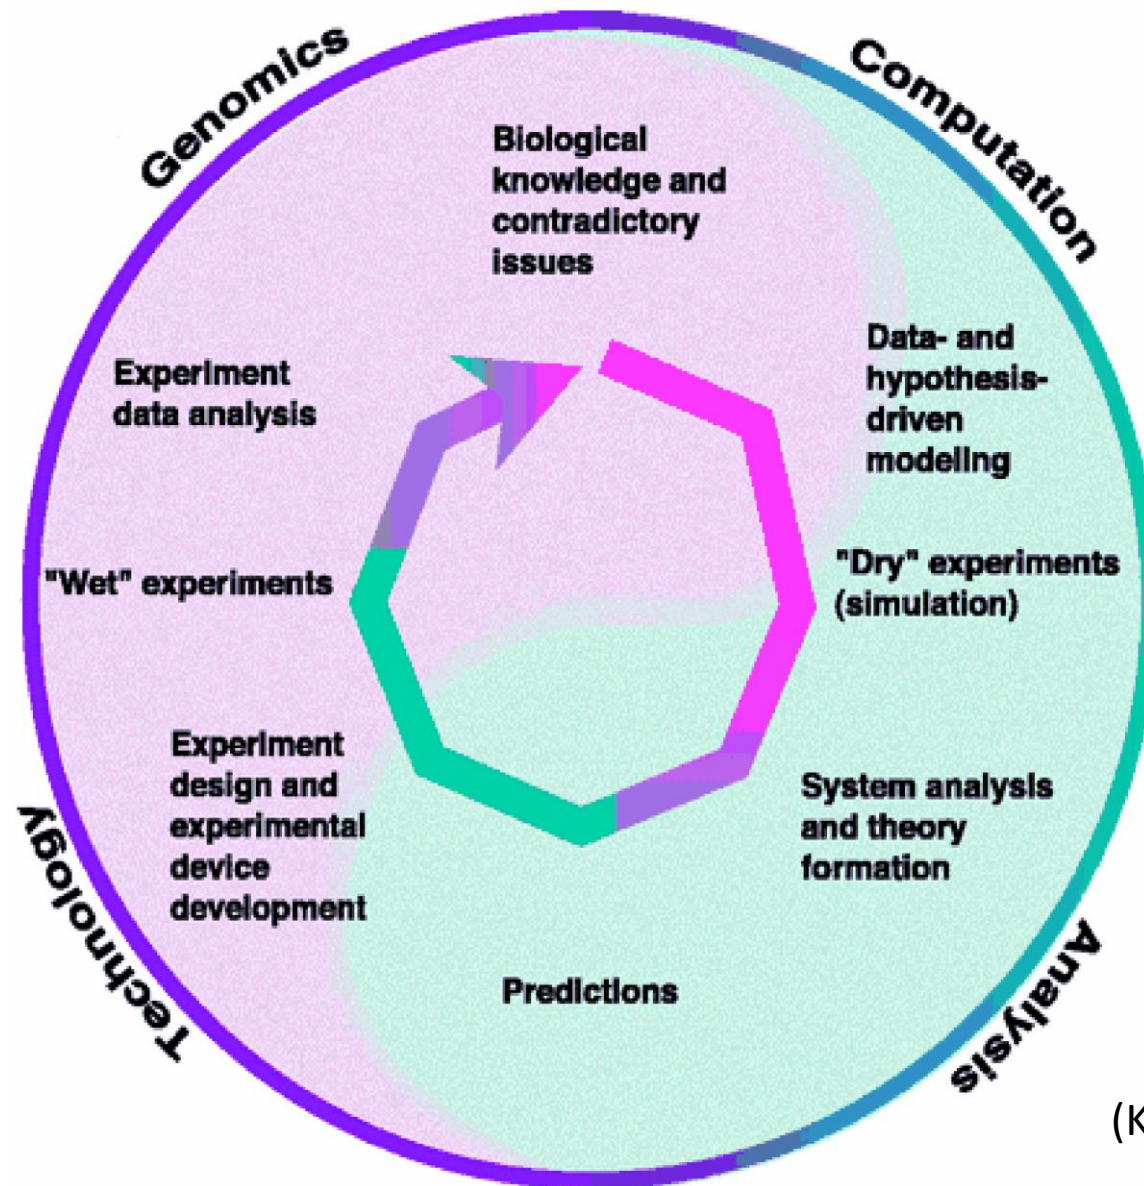 Genomics
Computation
Biological
knowledge and
contradictory
issues
Data- and
hypothesis-
driven
modeling
Experiment
data analysis
"Wet" experiments
"Dry" experiments
(simulation)
Experiment
design and
experimental
device
development
System analysis
and theory
formation
Predictions
Technology
Analysis
(K